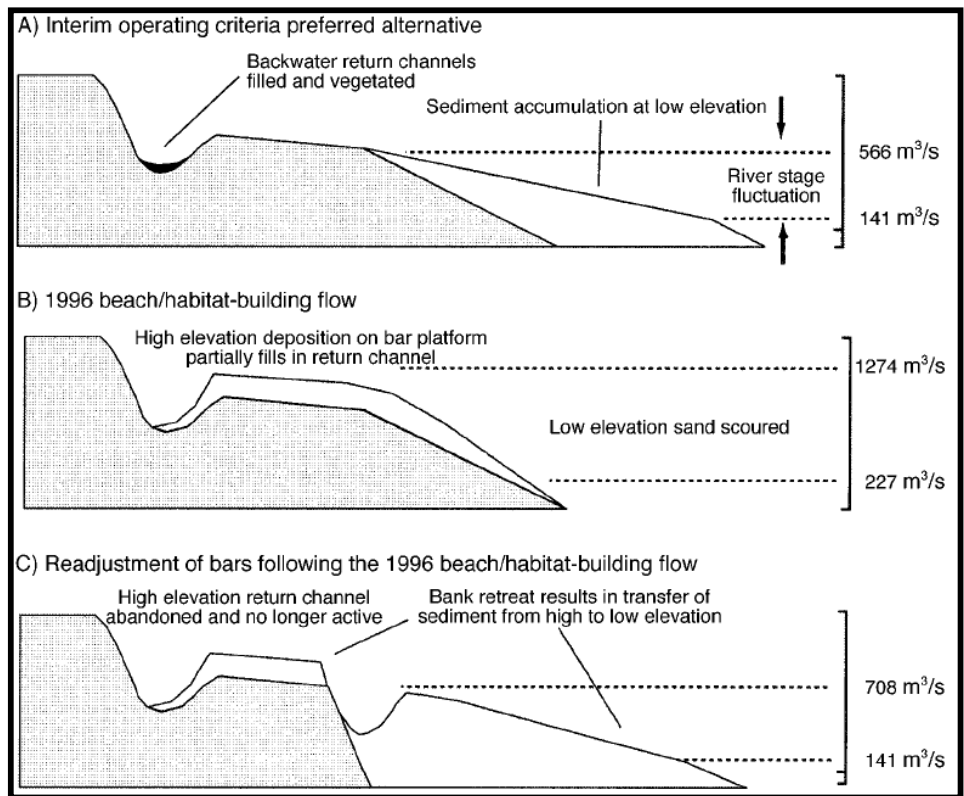 A) Interim operating criteria preferred alternative
Backwater return channels
filled and vegetated
Sediment accumulation at low elevation
566 m³/s
River stage
fluctuation
141 m³/s
B) 1996 beach/habitat-building flow
High elevation deposition on bar platform
partially fills in return channel
1274 m³/s
Low elevation sand scoured
227 m³/s
C) Readjustment of bars following the 1996 beach/habitat-building flow
High elevation return channel
abandoned and no longer active
Bank retreat results in transfer of
sediment from high to low elevation
708 m³/s
141 m³/s